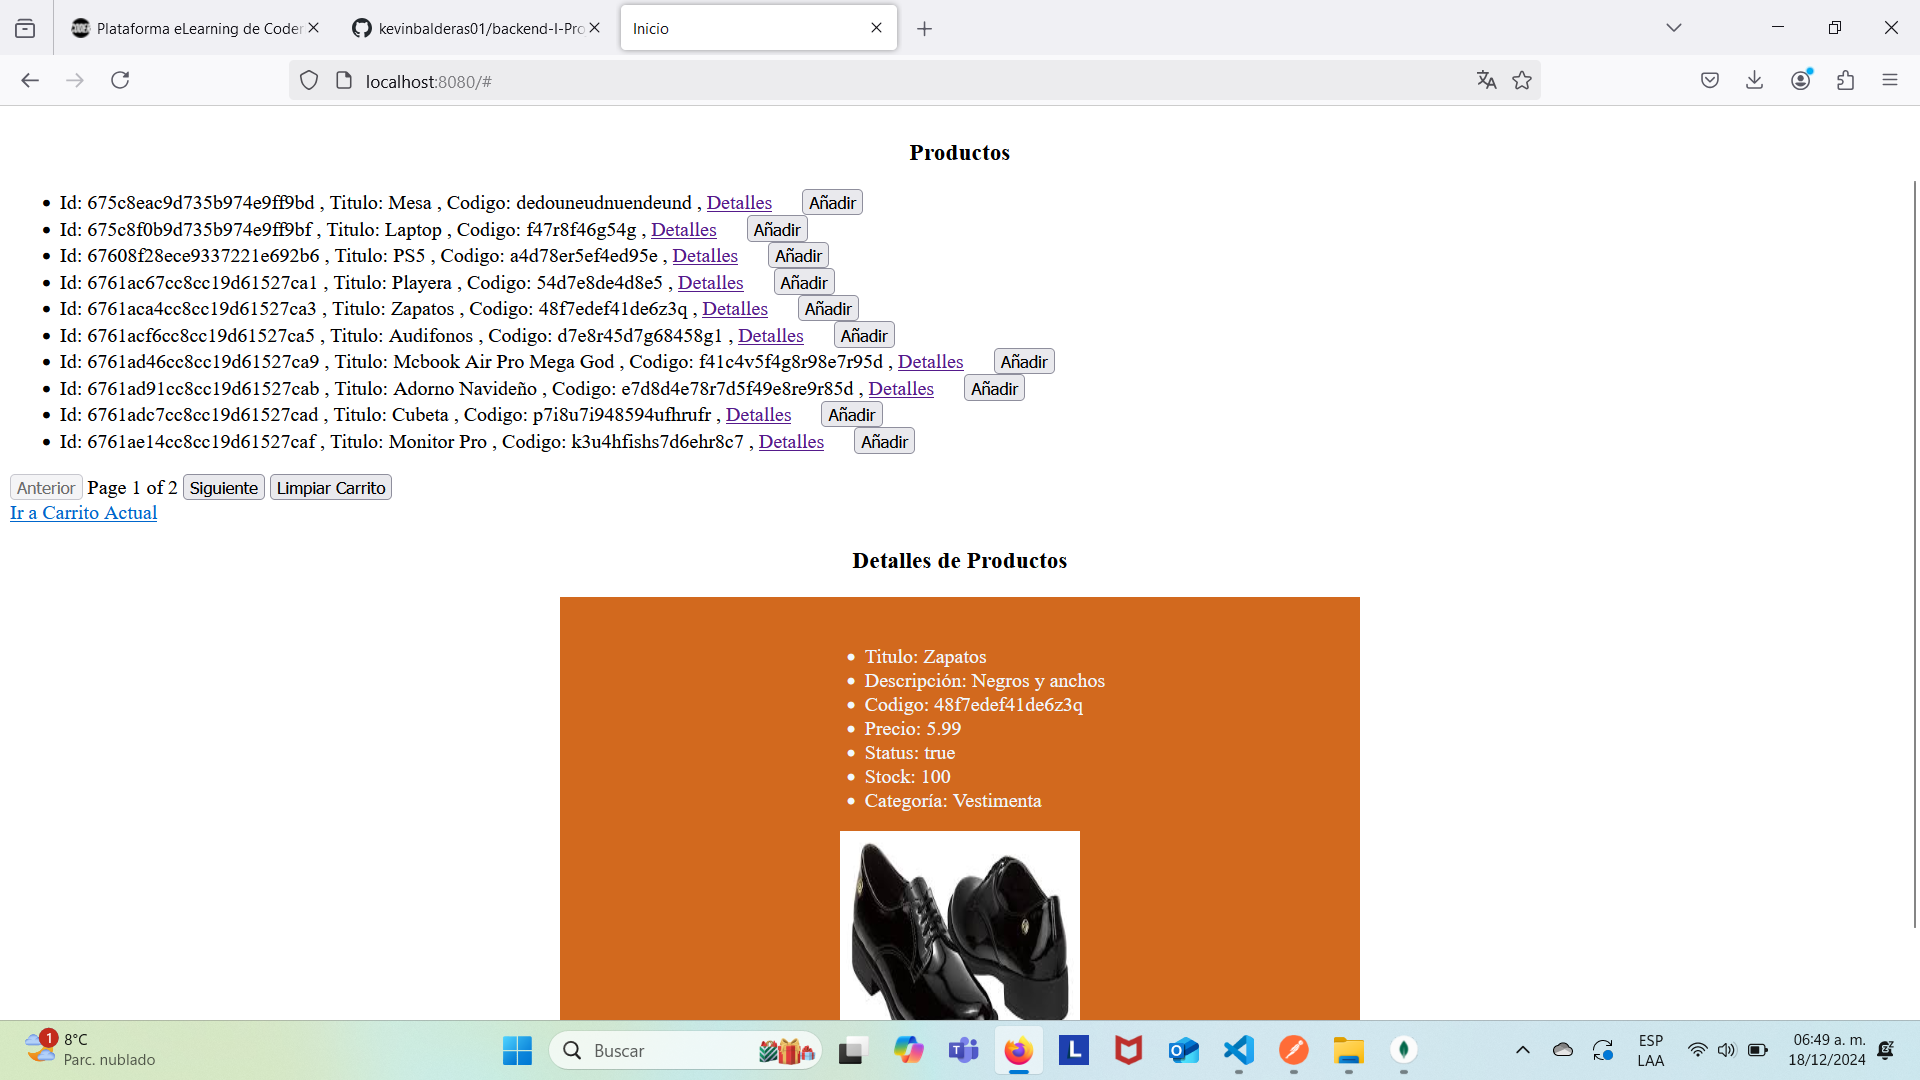 Plataforma eLearning de Coder
kevinbalderas01/backend-I-Pro
Inicio
localhost:8080/#
Productos
Id: 675c8eac9d735b974e9ff9bd , Titulo: Mesa , Codigo: dedouneudnuendeund , Detalles Añadir
Id: 675c8f0b9d735b974e9ff9bf , Titulo: Laptop , Codigo: f47r8f46g54g , Detalles Añadir
Id: 67608f28ece9337221e692b6 , Titulo: PS5 , Codigo: a4d78er5ef4ed95e , Detalles Añadir
Id: 6761ac67cc8cc19d61527ca1 , Titulo: Playera , Codigo: 54d7e8de4d8e5 , Detalles Añadir
Id: 6761aca4cc8cc19d61527ca3 , Titulo: Zapatos , Codigo: 48f7edef41de6z3q , Detalles Añadir
Id: 6761acf6cc8cc19d61527ca5 , Titulo: Audifonos , Codigo: d7e8r45d7g68458g1 , Detalles Añadir
Id: 6761ad46cc8cc19d61527ca9 , Titulo: Mcbook Air Pro Mega God , Codigo: f41c4v5f4g8r98e7r95d , Detalles Añadir
Id: 6761ad91cc8cc19d61527cab , Titulo: Adorno Navideño , Codigo: e7d8d4e78r7d5f49e8re9r85d , Detalles Añadir
Id: 6761adc7cc8cc19d61527cad , Titulo: Cubeta , Codigo: p7i8u7i948594ufhrufr , Detalles Añadir
Id: 6761ae14cc8cc19d61527caf , Titulo: Monitor Pro , Codigo: k3u4hfishs7d6ehr8c7 , Detalles Añadir
Anterior Page 1 of 2 Siguiente Limpiar Carrito
Ir a Carrito Actual
Detalles de Productos
Titulo: Zapatos
Descripción: Negros y anchos
Codigo: 48f7edef41de6z3q
Precio: 5.99
Status: true
Stock: 100
Categoría: Vestimenta
1
8°C
Parc. nublado
Buscar
L
ESP
LAA
06:49 a. m.
18/12/2024